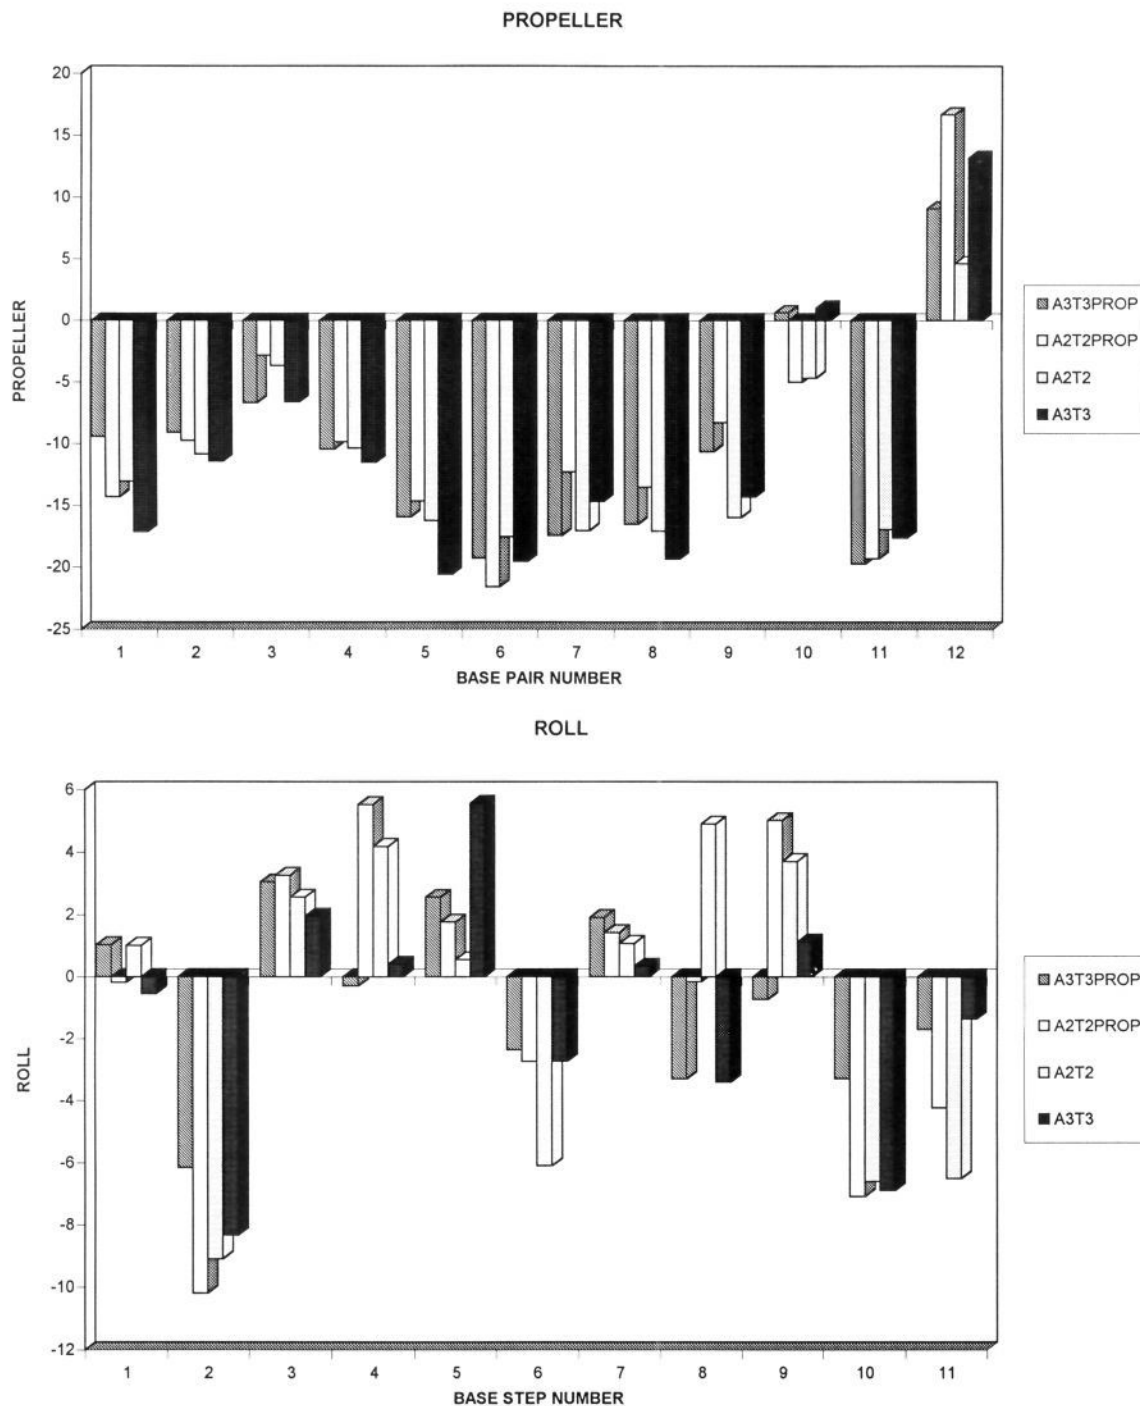 PROPELLER
20
15
10
5
0
-5
-10
-15
-20
-25
PROPELLER
1 2 3 4 5 6 7 8 9 10 11 12
BASE PAIR NUMBER
A3T3PROP
A2T2PROP
A2T2
A3T3
ROLL
6
4
2
0
-2
-4
-6
-8
-10
-12
ROLL
1 2 3 4 5 6 7 8 9 10 11
BASE STEP NUMBER
A3T3PROP
A2T2PROP
A2T2
A3T3